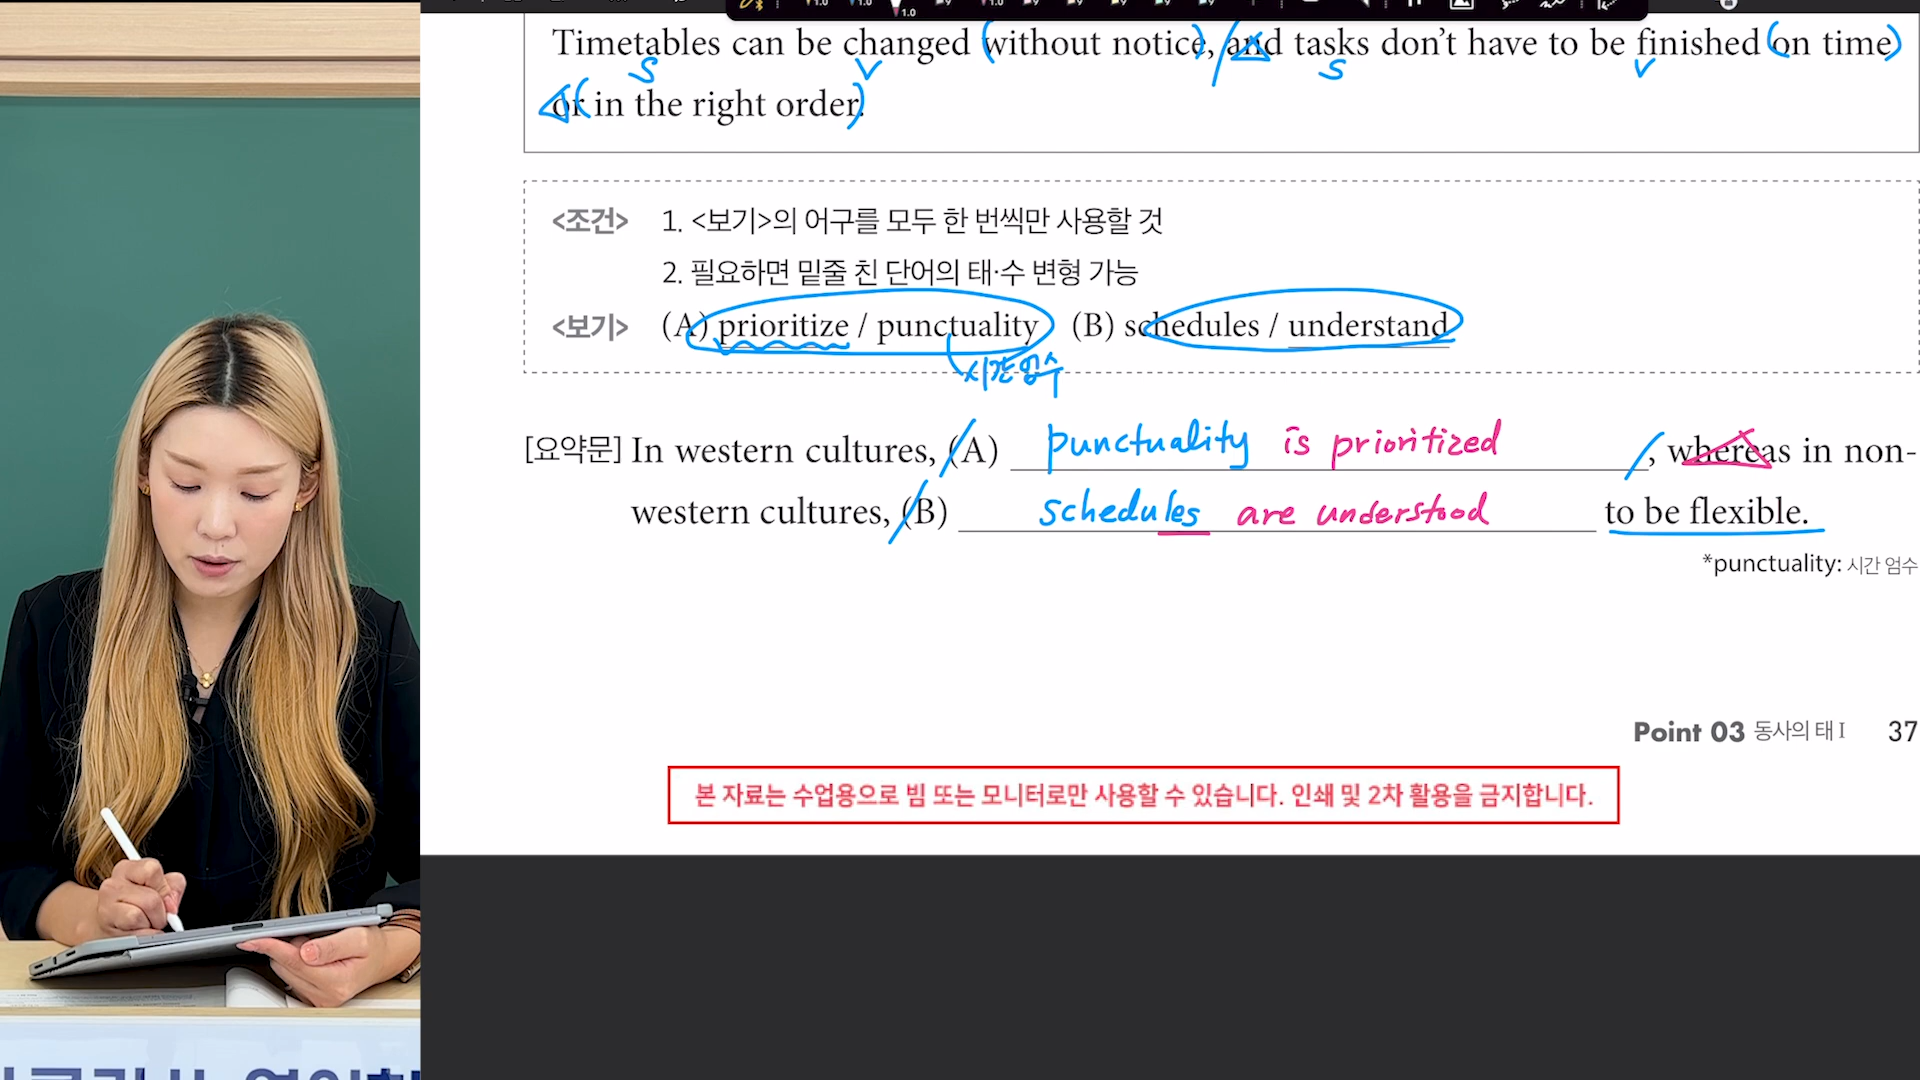 Timetables can be changed (without notice), / and tasks don't have to be finished (on time)
S V S V
or (in the right order.)
<조건> 1. <보기>의 어구를 모두 한 번씩만 사용할 것
2. 필요하면 밑줄 친 단어의 태·수 변형 가능
<보기> (A) prioritize / punctuality (B) schedules / understand
시간엄수
[요약문] In western cultures, / (A) punctuality is prioritized /, whereas in non-
western cultures, / (B) schedules are understood to be flexible.
*punctuality: 시간 엄수
Point 03 동사의 태 I 37
본 자료는 수업용으로 빔 또는 모니터로만 사용할 수 있습니다. 인쇄 및 2차 활용을 금지합니다.